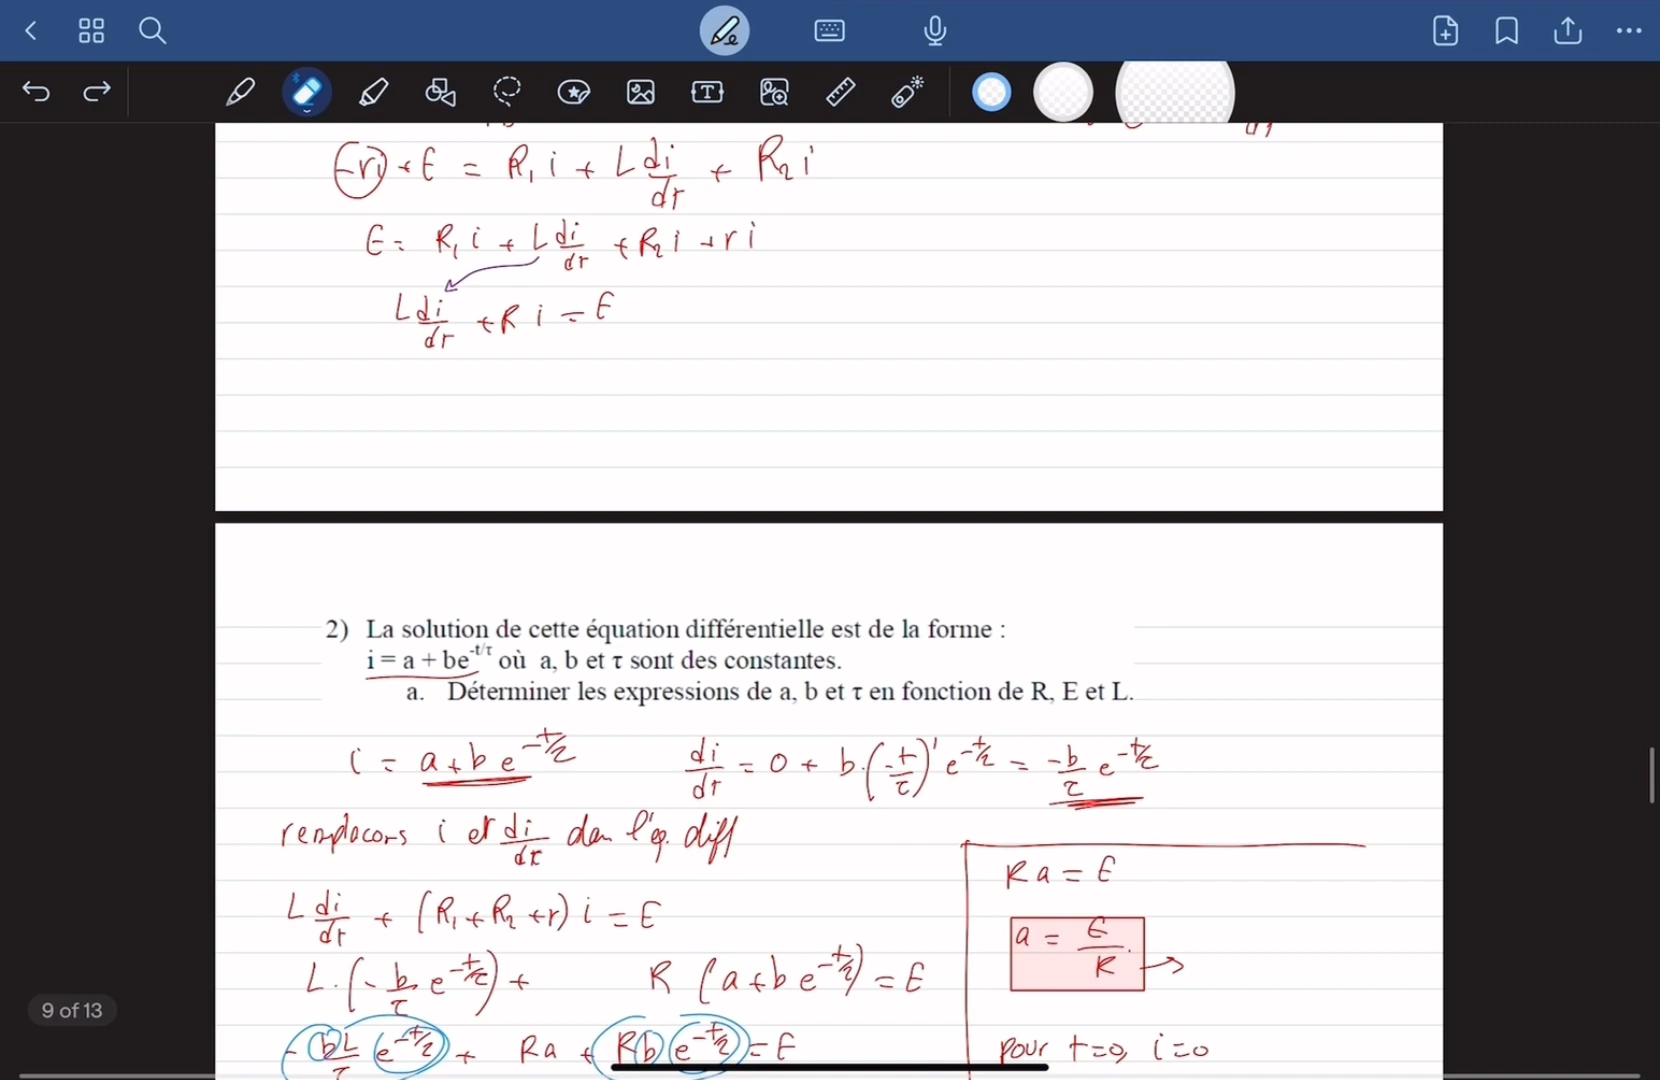 -ri + E = R₁ i + L di/dt + R₂ i
E = R₁ i + L di/dt + R₂ i + r i
L di/dt + R i = E
2) La solution de cette équation différentielle est de la forme :
i = a + be^(-t/τ) où a, b et τ sont des constantes.
a. Déterminer les expressions de a, b et τ en fonction de R, E et L.
i = a + b e^(-t/τ)    di/dt = 0 + b·(-t/τ)' e^(-t/τ) = -b/τ e^(-t/τ)
remplacons i et di/dt dan l'eq. diff
L di/dt + (R₁ + R₂ + r) i = E
L·(-b/τ e^(-t/τ)) + R (a + b e^(-t/τ)) = E
- bL/τ e^(-t/τ) + Ra + Rb e^(-t/τ) = E
Ra = E
a = E/R →
pour t=0, i=0
9 of 13